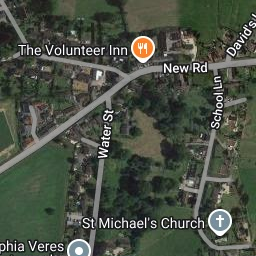 The Volunteer Inn
New Rd
David's L
School Ln
Water St
St Michael's Church
phia Veres